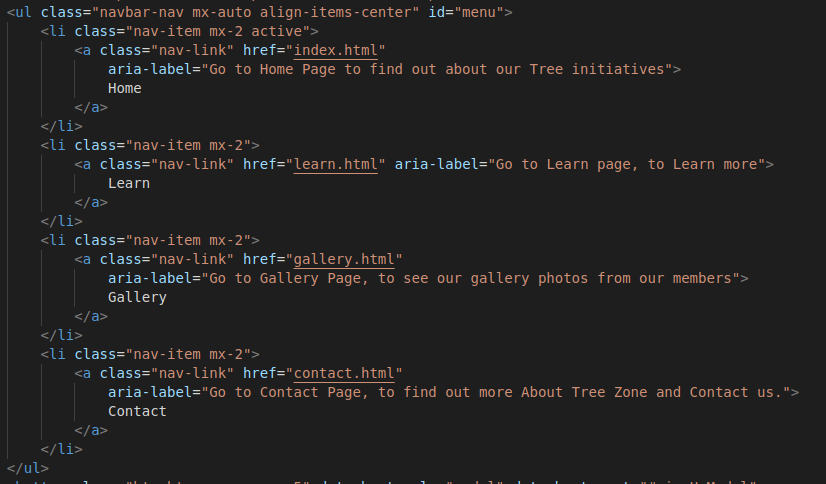 <ul class="navbar-nav mx-auto align-items-center" id="menu">
<li class="nav-item mx-2 active">
<a class="nav-link" href="index.html"
aria-label="Go to Home Page to find out about our Tree initiatives">
Home
</a>
</li>
<li class="nav-item mx-2">
<a class="nav-link" href="learn.html" aria-label="Go to Learn page, to Learn more">
Learn
</a>
</li>
<li class="nav-item mx-2">
<a class="nav-link" href="gallery.html"
aria-label="Go to Gallery Page, to see our gallery photos from our members">
Gallery
</a>
</li>
<li class="nav-item mx-2">
<a class="nav-link" href="contact.html"
aria-label="Go to Contact Page, to find out more About Tree Zone and Contact us.">
Contact
</a>
</li>
</ul>